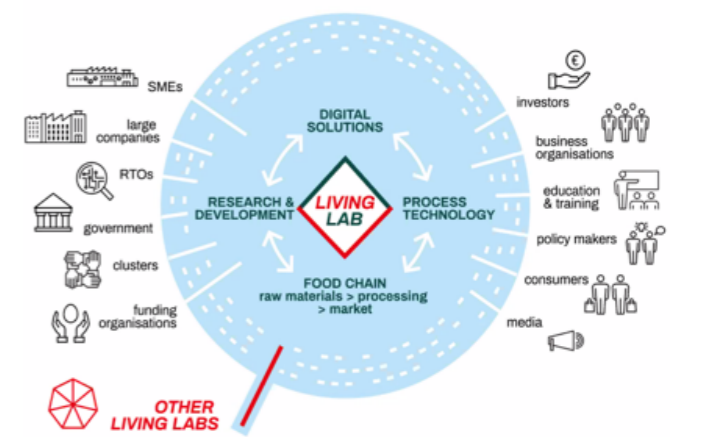 SMEs
large
companies
RTOs
government
clusters
funding
organisations
OTHER
LIVING LABS
DIGITAL
SOLUTIONS
RESEARCH &
DEVELOPMENT
LIVING
LAB
PROCESS
TECHNOLOGY
FOOD CHAIN
raw materials > processing
> market
€
investors
business
organisations
education
& training
policy makers
consumers
media